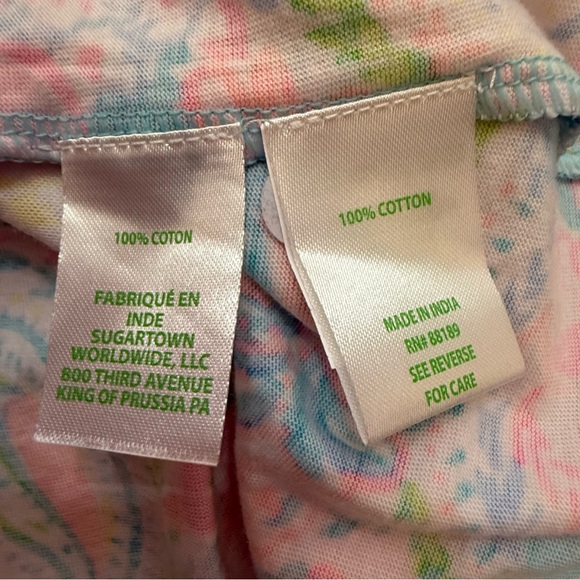 100% COTON
FABRIQUÉ EN
INDE
SUGARTOWN
WORLDWIDE, LLC
800 THIRD AVENUE
KING OF PRUSSIA PA
100% COTTON
MADE IN INDIA
RN# 88189
SEE REVERSE
FOR CARE